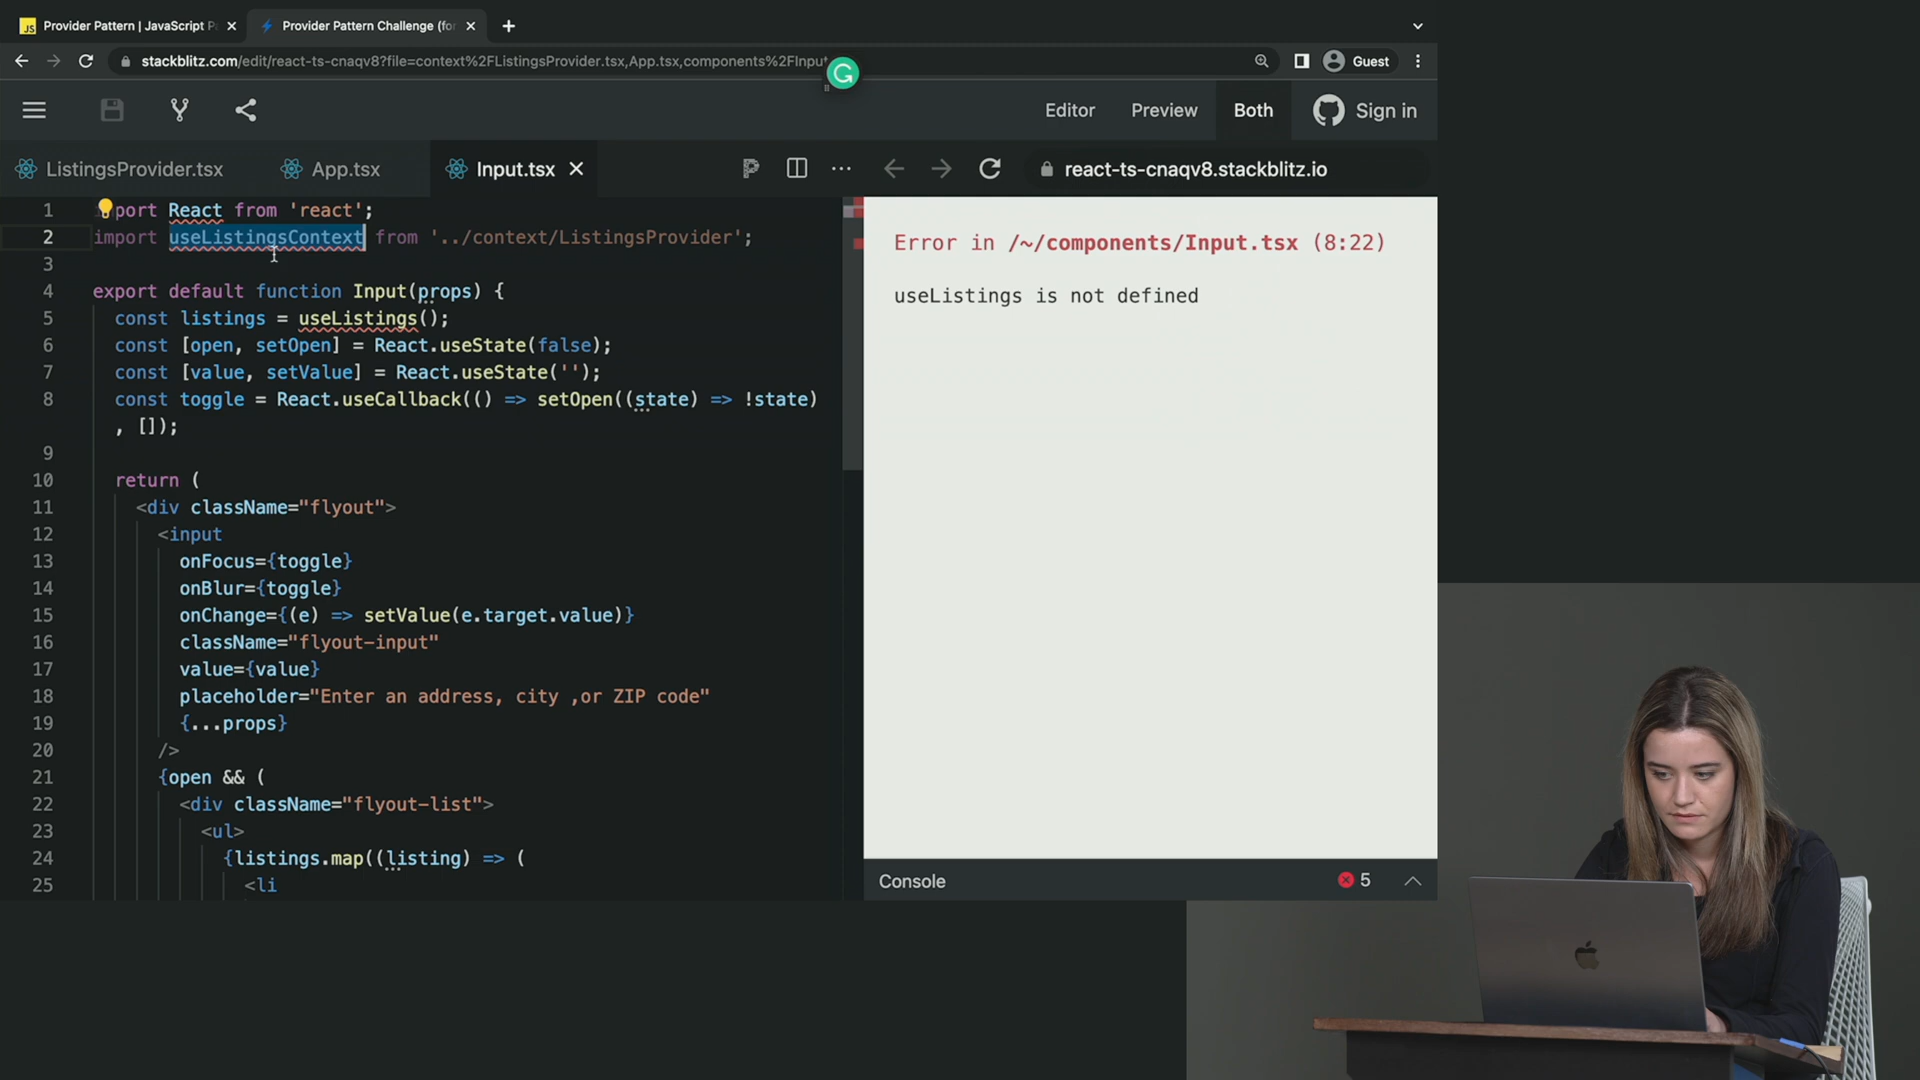 JS Provider Pattern | JavaScript P
Provider Pattern Challenge (for
stackblitz.com/edit/react-ts-cnaqv8?file=context%2FListingsProvider.tsx,App.tsx,components%2FInpu
G
Guest
Editor
Preview
Both
Sign in
ListingsProvider.tsx
App.tsx
Input.tsx
react-ts-cnaqv8.stackblitz.io
1 port React from 'react';
2 import useListingsContext from '../context/ListingsProvider';
3
4 export default function Input(props) {
5 const listings = useListings();
6 const [open, setOpen] = React.useState(false);
7 const [value, setValue] = React.useState('');
8 const toggle = React.useCallback(() => setOpen((state) => !state)
, []);
9
10 return (
11 <div className="flyout">
12 <input
13 onFocus={toggle}
14 onBlur={toggle}
15 onChange={(e) => setValue(e.target.value)}
16 className="flyout-input"
17 value={value}
18 placeholder="Enter an address, city ,or ZIP code"
19 {...props}
20 />
21 {open && (
22 <div className="flyout-list">
23 <ul>
24 {listings.map((listing) => (
25 <li
Error in /~/components/Input.tsx (8:22)
useListings is not defined
Console
5